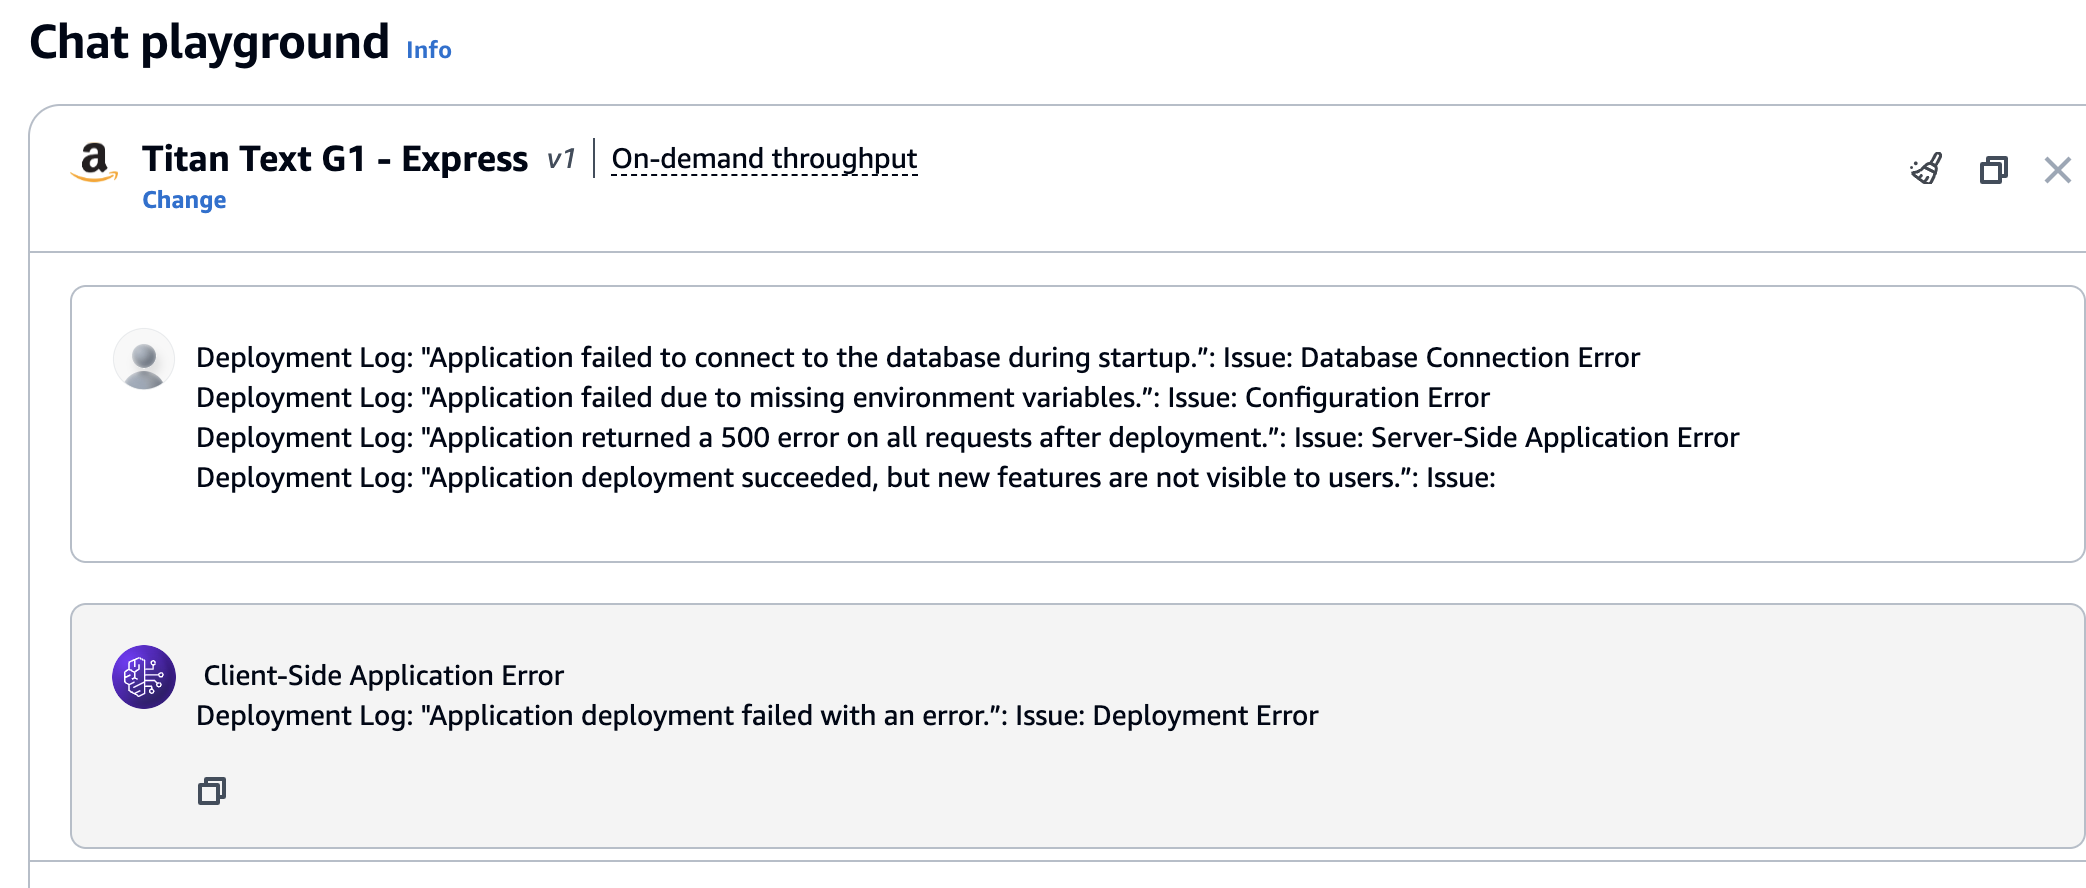 Chat playground Info
Titan Text G1 - Express v1 On-demand throughput
Change
Deployment Log: "Application failed to connect to the database during startup.”: Issue: Database Connection Error
Deployment Log: "Application failed due to missing environment variables.”: Issue: Configuration Error
Deployment Log: "Application returned a 500 error on all requests after deployment.”: Issue: Server-Side Application Error
Deployment Log: "Application deployment succeeded, but new features are not visible to users.”: Issue:
Client-Side Application Error
Deployment Log: "Application deployment failed with an error.”: Issue: Deployment Error